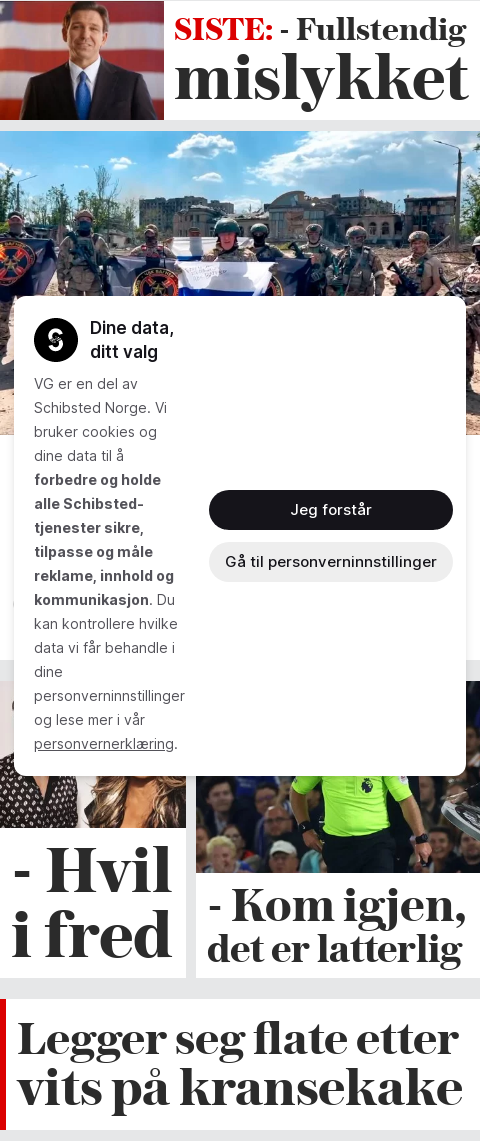 SISTE: - Fullstendig
mislykket
Dine data,
ditt valg
VG er en del av
Schibsted Norge. Vi
bruker cookies og
dine data til å
forbedre og holde
alle Schibsted-
tjenester sikre,
tilpasse og måle
reklame, innhold og
kommunikasjon. Du
kan kontrollere hvilke
data vi får behandle i
dine
personverninnstillinger
og lese mer i vår
personvernerklæring.
Jeg forstår
Gå til personverninnstillinger
- Hvil
i fred
- Kom igjen,
det er latterlig
Legger seg flate etter
vits på kransekake